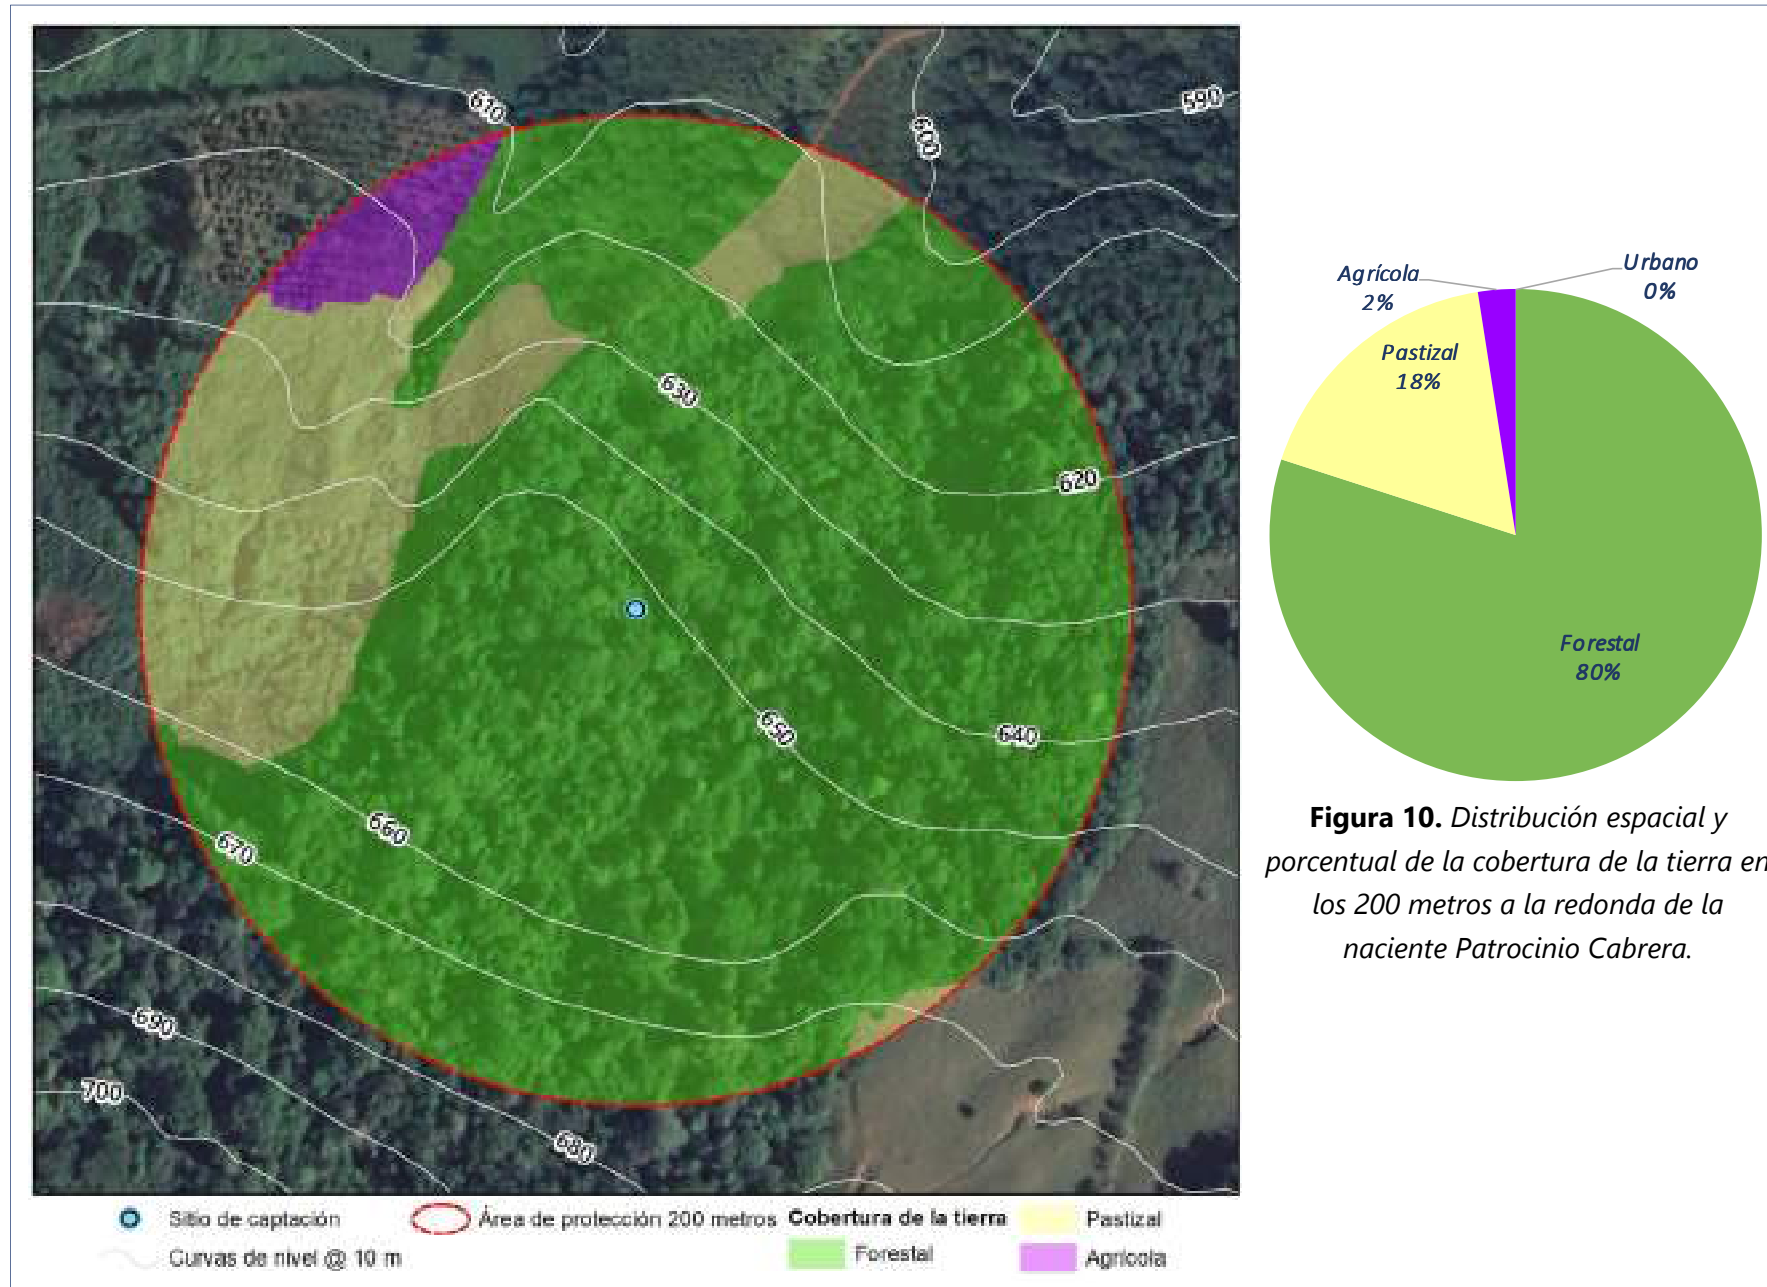 610
590
600
630
620
650
640
660
670
690
700
680
Agrícola
2%
Urbano
0%
Pastizal
18%
Forestal
80%
Figura 10. Distribución espacial y
porcentual de la cobertura de la tierra en
los 200 metros a la redonda de la
naciente Patrocinio Cabrera.
Sitio de captación
Área de protección 200 metros
Cobertura de la tierra
Pastizal
Curvas de nivel @ 10 m
Forestal
Agrícola